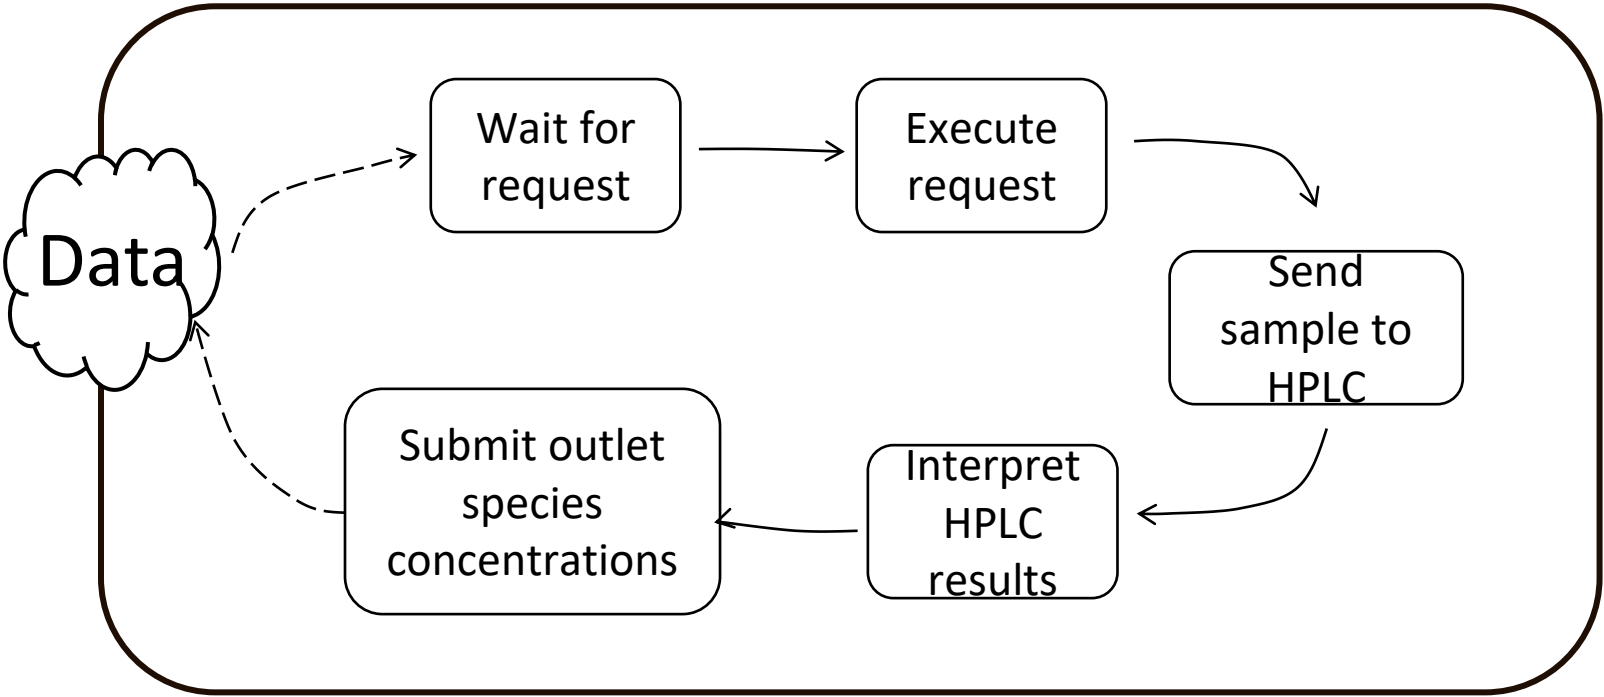 Data
Wait for
request
Execute
request
Send
sample to
HPLC
Interpret
HPLC
results
Submit outlet
species
concentrations